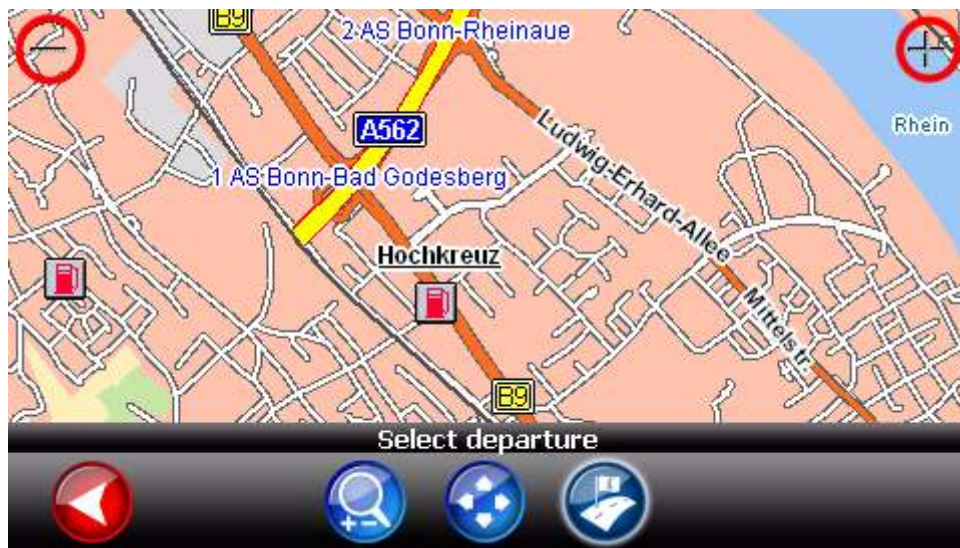 B9
2 AS Bonn-Rheinaue
A562
Rhein
Ludwig-Erhard-Allee
1 AS Bonn-Bad Godesberg
Hochkreuz
Mittelstr.
B9
Select departure